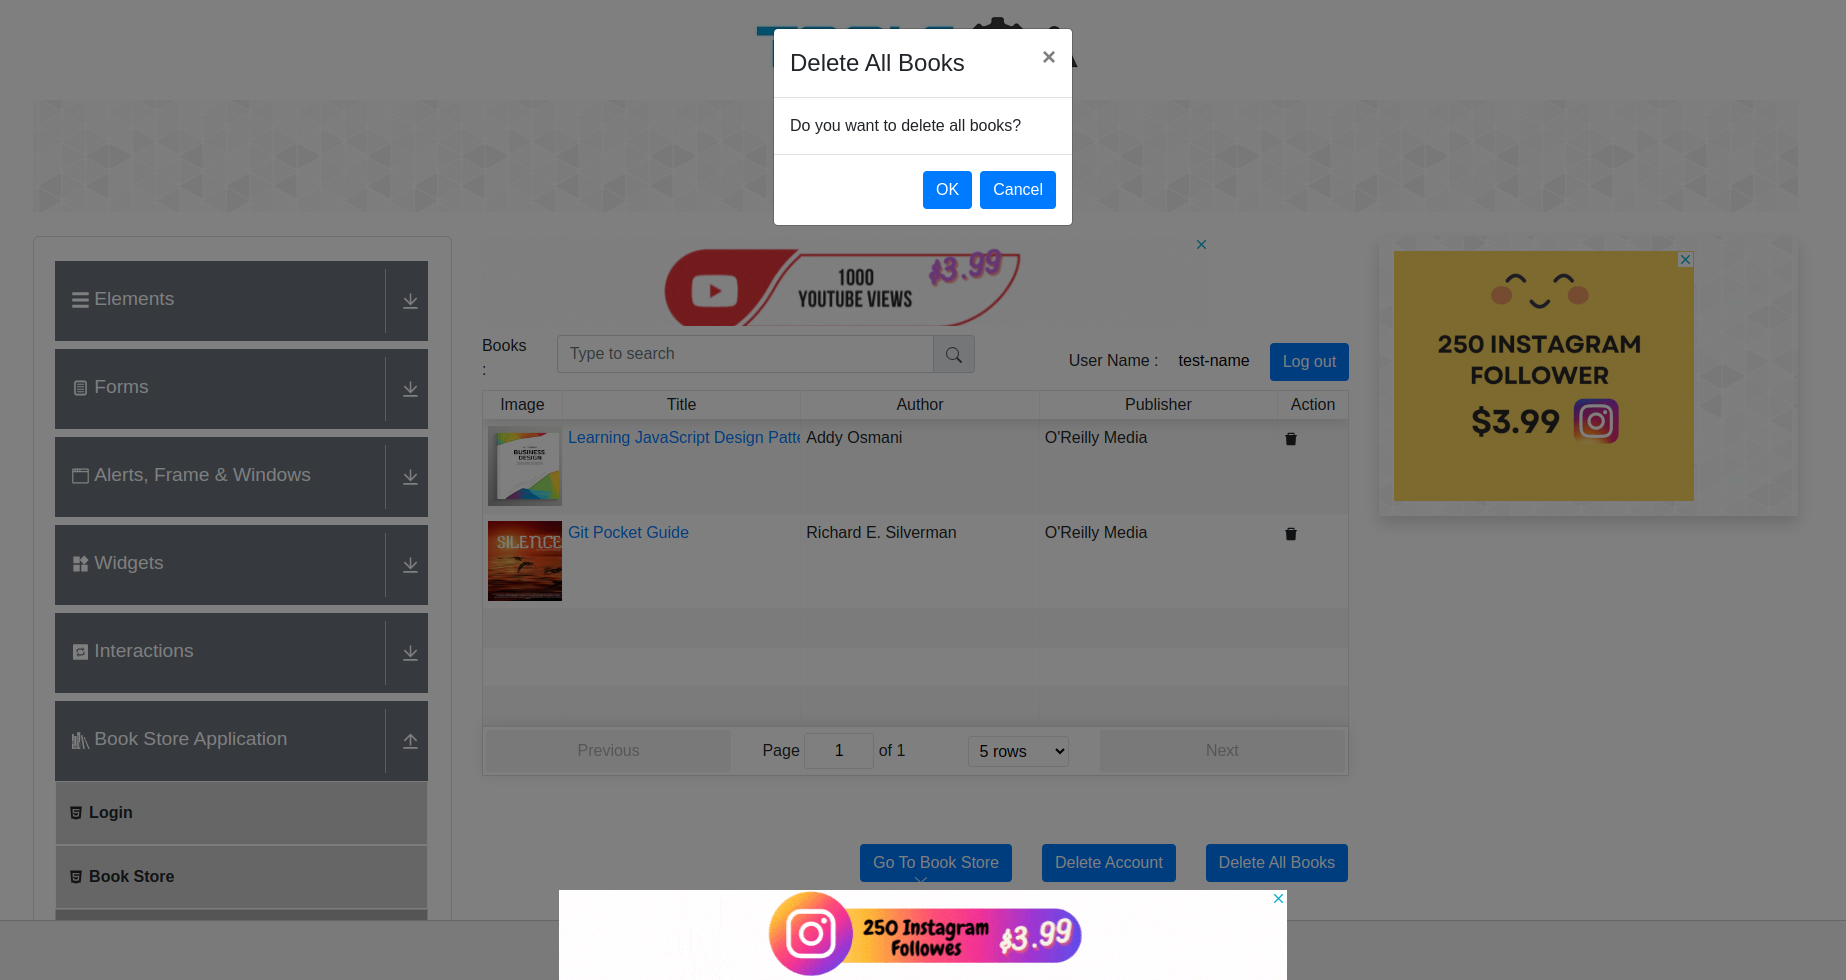 Delete All Books
×
Do you want to delete all books?
OK
Cancel
Elements
Forms
Alerts, Frame & Windows
Widgets
Interactions
Book Store Application
Login
Book Store
1000
YOUTUBE VIEWS
$3.99
Books
:
Type to search
User Name :
test-name
Log out
Image
Title
Author
Publisher
Action
BUSINESS
DESIGN
Learning JavaScript Design Patte
Addy Osmani
O'Reilly Media
SILENCE
Git Pocket Guide
Richard E. Silverman
O'Reilly Media
Previous
Page
1
of 1
5 rows
Next
Go To Book Store
Delete Account
Delete All Books
250 INSTAGRAM
FOLLOWER
$3.99
250 Instagram
Followes
$3.99